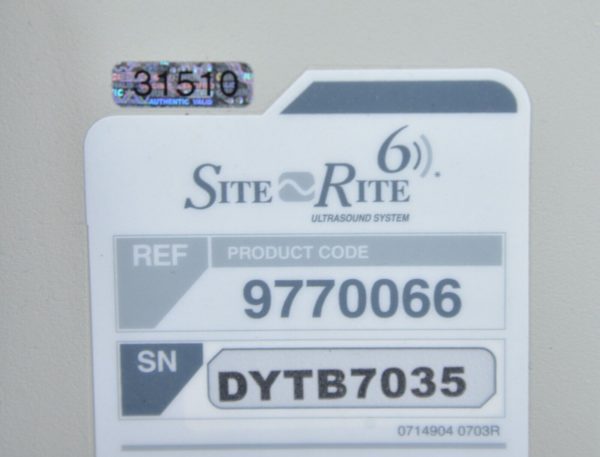 31510
AUTHENTIC VALID
SITE RITE 6
ULTRASOUND SYSTEM
REF PRODUCT CODE
9770066
SN DYTB7035
0714904 0703R